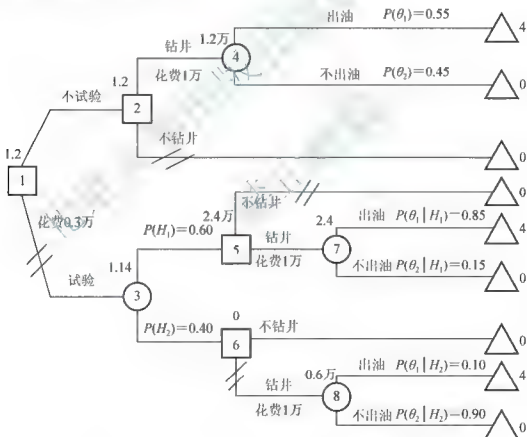 出油 P(θ₁)=0.55
4
1.2万
钻井
4
花费1万
不出油 P(θ₂)=0.45
0
1.2
不试验
2
不钻井
0
1.2
1
花费0.3万
不钻井
0
2.4万
P(H₁)=0.60
5
钻井
花费1万
2.4
7
出油 P(θ₁|H₁)=0.85
4
不出油 P(θ₂|H₁)=0.15
0
1.14
试验
3
0
P(H₂)=0.40
6
不钻井
0
0.6万
钻井
花费1万
8
出油 P(θ₁|H₂)=0.10
4
不出油 P(θ₂|H₂)=0.90
0